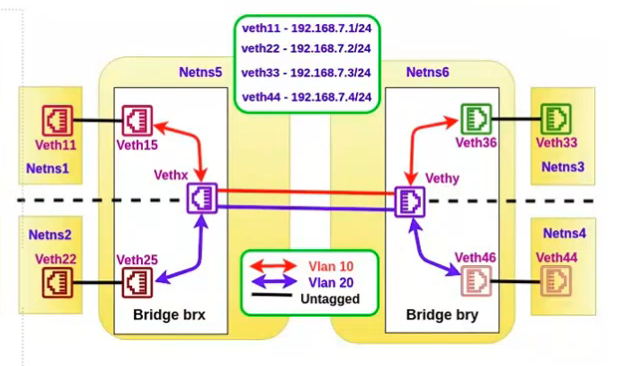 veth11 - 192.168.7.1/24
veth22 - 192.168.7.2/24
veth33 - 192.168.7.3/24
veth44 - 192.168.7.4/24
Netns5
Netns6
Veth11
Veth15
Veth36
Veth33
Netns1
Vethx
Vethy
Netns3
Netns2
Netns4
Veth22
Veth25
Veth46
Veth44
Vlan 10
Vlan 20
Untagged
Bridge brx
Bridge bry